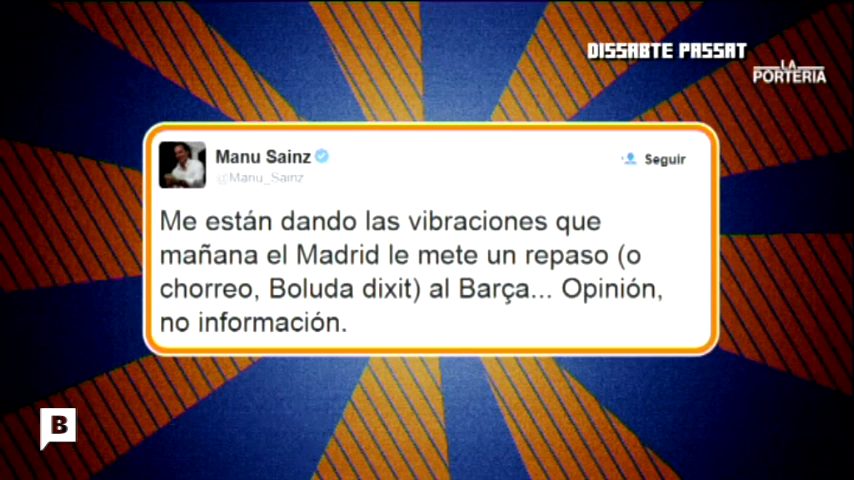 DISSABTE PASSAT
LA
PORTERIA
Manu Sainz
@Manu_Sainz
Seguir
Me están dando las vibraciones que
mañana el Madrid le mete un repaso (o
chorreo, Boluda dixit) al Barça... Opinión,
no información.
B